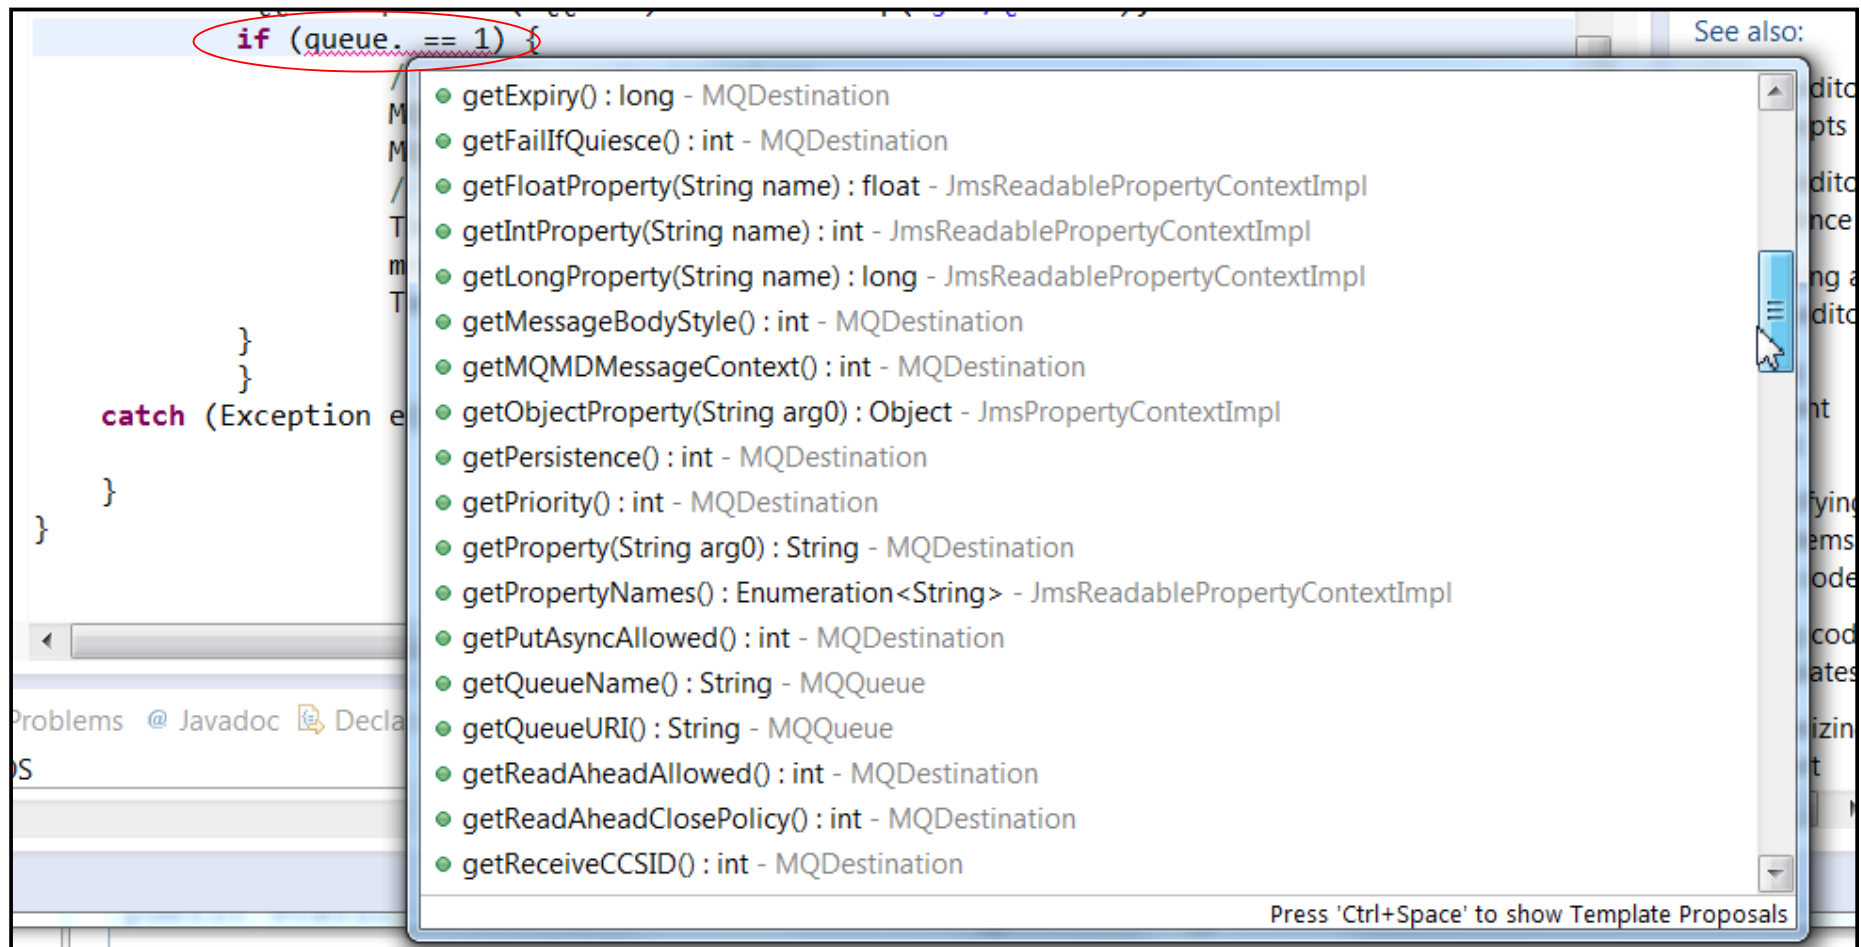 if (queue. == 1) {
See also:
getExpiry() : long - MQDestination
getFailIfQuiesce() : int - MQDestination
getFloatProperty(String name) : float - JmsReadablePropertyContextImpl
getIntProperty(String name) : int - JmsReadablePropertyContextImpl
getLongProperty(String name) : long - JmsReadablePropertyContextImpl
getMessageBodyStyle() : int - MQDestination
getMQMDMessageContext() : int - MQDestination
getObjectProperty(String arg0) : Object - JmsPropertyContextImpl
getPersistence() : int - MQDestination
getPriority() : int - MQDestination
getProperty(String arg0) : String - MQDestination
getPropertyNames() : Enumeration<String> - JmsReadablePropertyContextImpl
getPutAsyncAllowed() : int - MQDestination
getQueueName() : String - MQQueue
getQueueURI() : String - MQQueue
getReadAheadAllowed() : int - MQDestination
getReadAheadClosePolicy() : int - MQDestination
getReceiveCCSID() : int - MQDestination
Press 'Ctrl+Space' to show Template Proposals
}
}
catch (Exception e
}
}
Problems @ Javadoc Decla